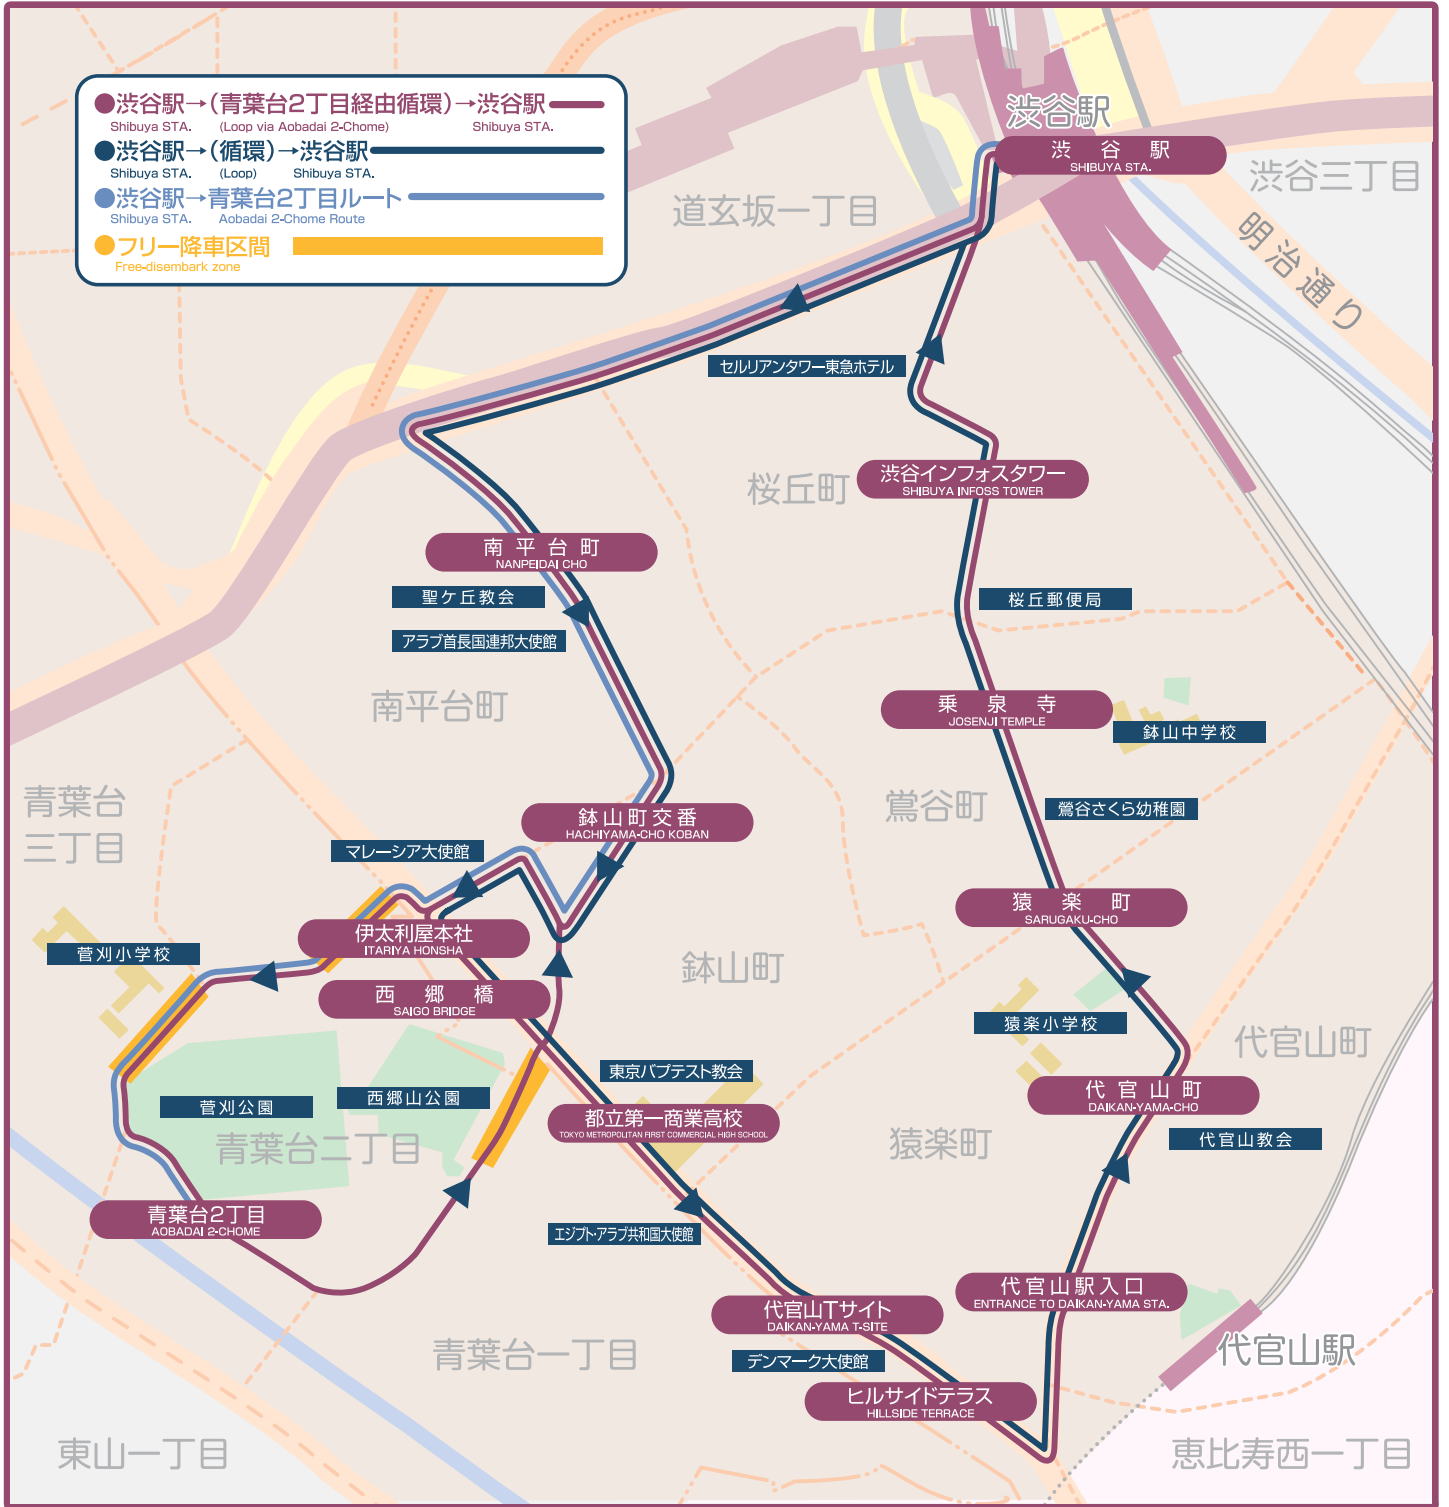 ●渋谷駅→(青葉台2丁目経由循環)→渋谷駅
Shibuya STA. (Loop via Aobadai 2-Chome) Shibuya STA.
●渋谷駅→(循環)→渋谷駅
Shibuya STA. (Loop) Shibuya STA.
●渋谷駅→青葉台2丁目ルート
Shibuya STA. Aobadai 2-Chome Route
●フリー降車区間
Free-disembark zone
渋谷駅
渋谷駅
SHIBUYA STA.
渋谷三丁目
道玄坂一丁目
明治通り
セルリアンタワー東急ホテル
渋谷インフォスタワー
SHIBUYA INFOSS TOWER
桜丘町
南平台町
NANPEIDAI CHO
聖ケ丘教会
桜丘郵便局
アラブ首長国連邦大使館
南平台町
乗泉寺
JOSENJI TEMPLE
鉢山中学校
青葉台
三丁目
鶯谷町
鶯谷さくら幼稚園
鉢山町交番
HACHIYAMA-CHO KOBAN
マレーシア大使館
猿楽町
SARUGAKU-CHO
伊太利屋本社
ITARIYA HONSHA
菅刈小学校
鉢山町
西郷橋
SAIGO BRIDGE
猿楽小学校
代官山町
東京バプテスト教会
西郷山公園
菅刈公園
代官山町
DAIKAN-YAMA-CHO
都立第一商業高校
TOKYO METROPOLITAN FIRST COMMERCIAL HIGH SCHOOL
代官山教会
青葉台二丁目
猿楽町
青葉台2丁目
AOBADAI 2-CHOME
エジプト・アラブ共和国大使館
代官山駅入口
ENTRANCE TO DAIKAN-YAMA STA.
代官山Tサイト
DAIKAN-YAMA T-SITE
代官山駅
青葉台一丁目
デンマーク大使館
ヒルサイドテラス
HILLSIDE TERRACE
東山一丁目
恵比寿西一丁目